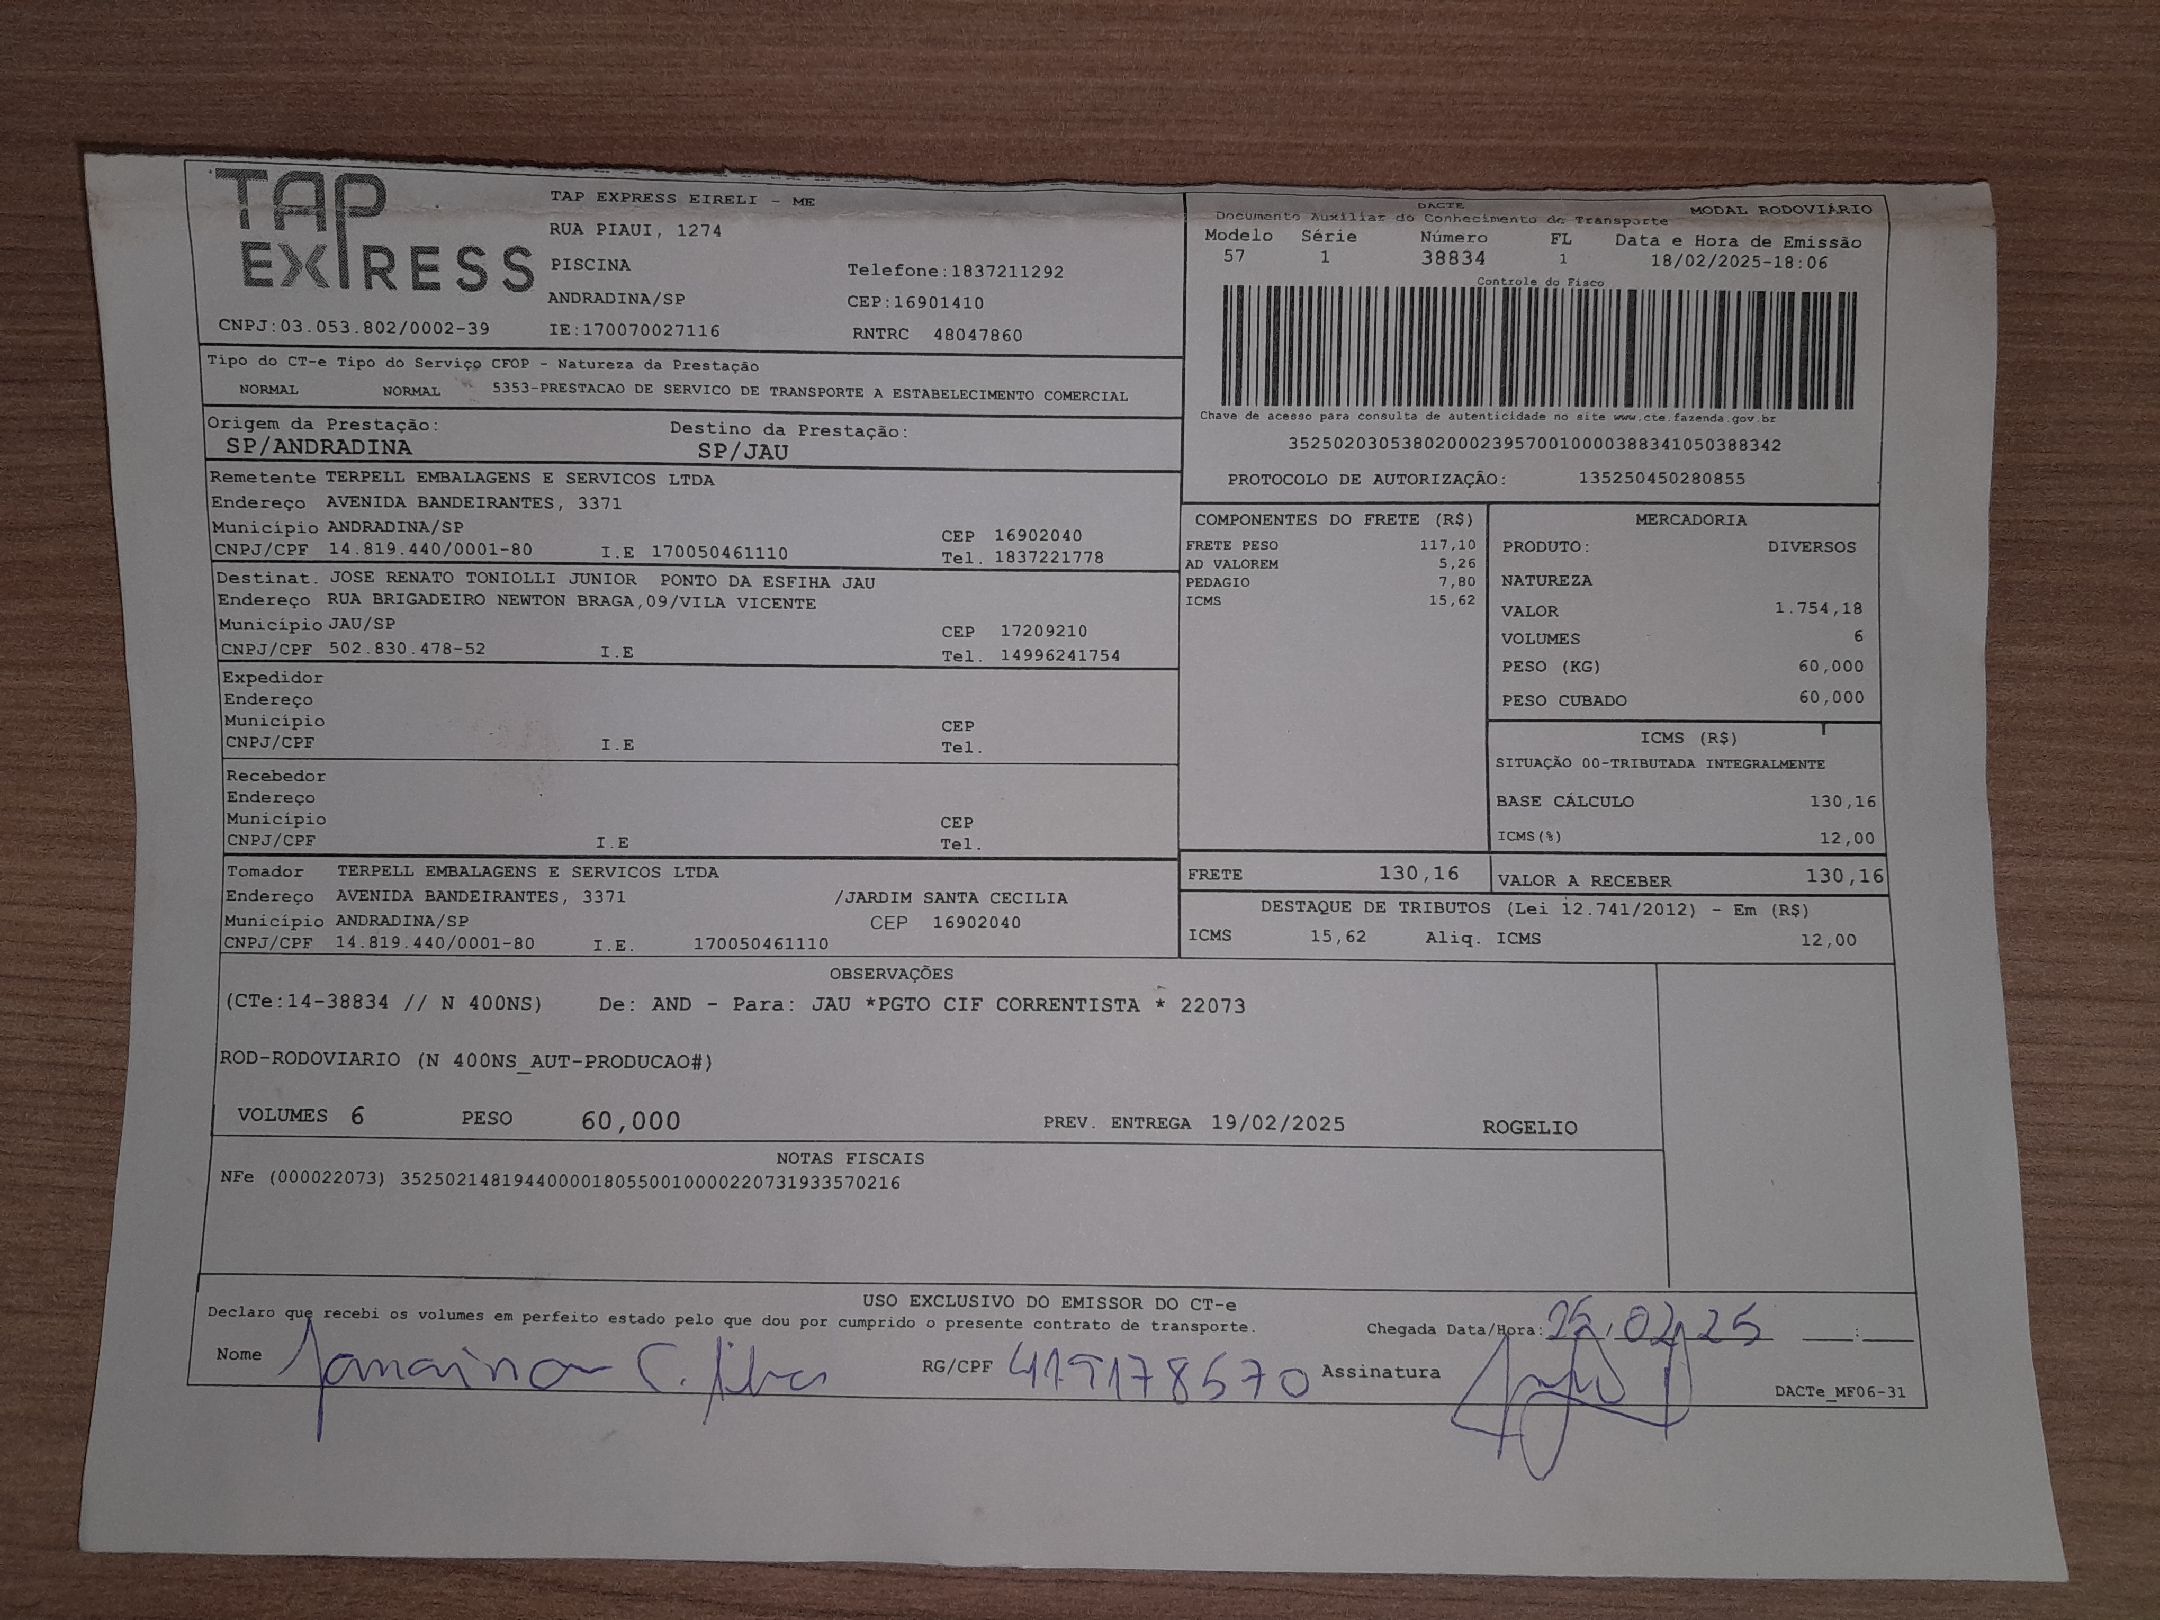 TAP EXPRESS
TAP EXPRESS EIRELI - ME
RUA PIAUI, 1274
PISCINA Telefone:1837211292
ANDRADINA/SP CEP:16901410
CNPJ:03.053.802/0002-39 IE:170070027116 RNTRC 48047860
DACTE MODAL RODOVIÁRIO
Documento Auxiliar do Conhecimento de Transporte
Modelo Série Número FL Data e Hora de Emissão
57 1 38834 1 18/02/2025-18:06
Controle do Fisco
Chave de acesso para consulta de autenticidade no site www.cte.fazenda.gov.br
35250203053802000239570010000388341050388342
PROTOCOLO DE AUTORIZAÇÃO: 135250450280855
Tipo do CT-e Tipo do Serviço CFOP - Natureza da Prestação
NORMAL NORMAL 5353-PRESTACAO DE SERVICO DE TRANSPORTE A ESTABELECIMENTO COMERCIAL
Origem da Prestação: Destino da Prestação:
SP/ANDRADINA SP/JAU
Remetente TERPELL EMBALAGENS E SERVICOS LTDA
Endereço AVENIDA BANDEIRANTES, 3371
Município ANDRADINA/SP CEP 16902040
CNPJ/CPF 14.819.440/0001-80 I.E 170050461110 Tel. 1837221778
Destinat. JOSE RENATO TONIOLLI JUNIOR PONTO DA ESFIHA JAU
Endereço RUA BRIGADEIRO NEWTON BRAGA,09/VILA VICENTE
Município JAU/SP CEP 17209210
CNPJ/CPF 502.830.478-52 I.E Tel. 14996241754
Expedidor
Endereço
Município CEP
CNPJ/CPF I.E Tel.
Recebedor
Endereço
Município CEP
CNPJ/CPF I.E Tel.
Tomador TERPELL EMBALAGENS E SERVICOS LTDA
Endereço AVENIDA BANDEIRANTES, 3371 /JARDIM SANTA CECILIA
Município ANDRADINA/SP CEP 16902040
CNPJ/CPF 14.819.440/0001-80 I.E. 170050461110
COMPONENTES DO FRETE (R$)
FRETE PESO 117,10
AD VALOREM 5,26
PEDAGIO 7,80
ICMS 15,62
MERCADORIA
PRODUTO: DIVERSOS
NATUREZA
VALOR 1.754,18
VOLUMES 6
PESO (KG) 60,000
PESO CUBADO 60,000
ICMS (R$)
SITUAÇÃO 00-TRIBUTADA INTEGRALMENTE
BASE CÁLCULO 130,16
ICMS(%) 12,00
FRETE 130,16 VALOR A RECEBER 130,16
DESTAQUE DE TRIBUTOS (Lei 12.741/2012) - Em (R$)
ICMS 15,62 Aliq. ICMS 12,00
OBSERVAÇÕES
(CTe:14-38834 // N 400NS) De: AND - Para: JAU *PGTO CIF CORRENTISTA * 22073
ROD-RODOVIARIO (N 400NS_AUT-PRODUCAO#)
VOLUMES 6 PESO 60,000 PREV. ENTREGA 19/02/2025 ROGELIO
NOTAS FISCAIS
NFe (000022073) 35250214819440000180550010000220731933570216
USO EXCLUSIVO DO EMISSOR DO CT-e
Declaro que recebi os volumes em perfeito estado pelo que dou por cumprido o presente contrato de transporte. Chegada Data/Hora: / 02 25 __:__
Nome Janaina C. Silva RG/CPF 419178570 Assinatura
DACTe_MF06-31